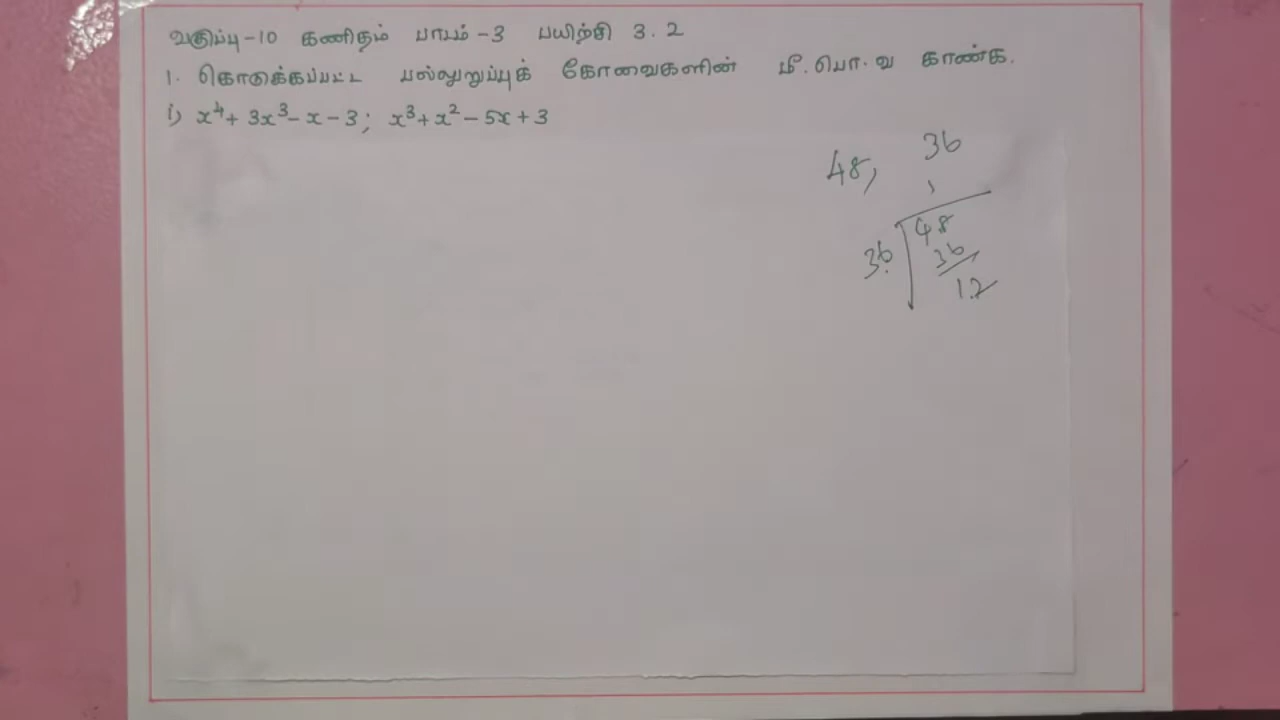 வகுப்பு-10 கணிதம் பாடம்-3 பயிற்சி 3.2
1. கொடுக்கப்பட்ட பல்லுறுப்புக் கோவைகளின் மீ.பொ.வ காண்க.
i) x⁴ + 3x³ - x - 3; x³ + x² - 5x + 3
48, 36
36 48
36
12